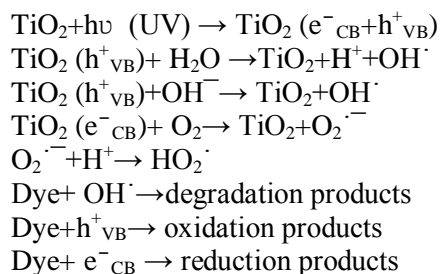 TiO₂+hυ (UV) → TiO₂ (e⁻CB+h⁺VB)
TiO₂ (h⁺VB)+ H₂O →TiO₂+H⁺+OH˙
TiO₂ (h⁺VB)+OH⁻→ TiO₂+OH˙
TiO₂ (e⁻CB)+ O₂→ TiO₂+O₂˙⁻
O₂˙⁻+H⁺→ HO₂˙
Dye+ OH˙→degradation products
Dye+h⁺VB→ oxidation products
Dye+ e⁻CB → reduction products